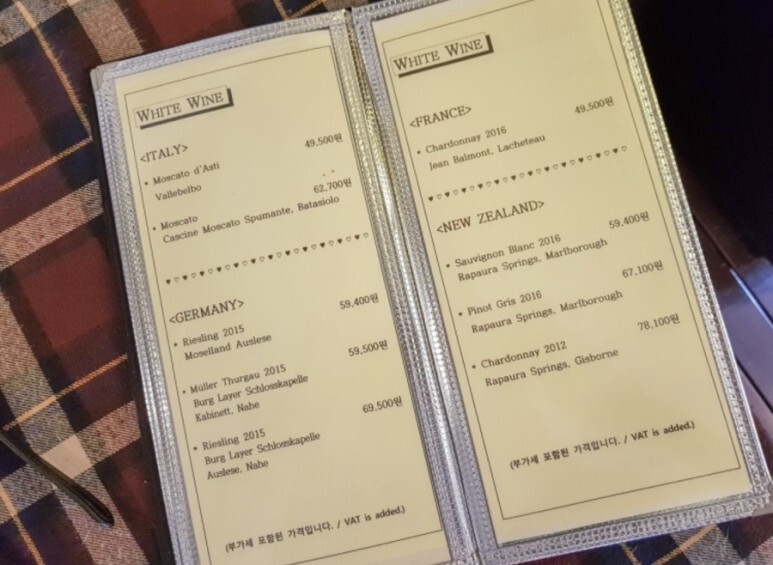 WHITE WINE
<ITALY>
• Moscato d'Asti 49,500원
Vallebelbo
• Moscato 62,700원
Cascine Moscato Spumante, Batasiolo
♥♡♥♡♥♡♥♡♥♡♥♡♥♡♥♡♥♡♥♡♥♡♥♡♡
<GERMANY>
• Riesling 2015 59,400원
Moselland Auslese
• Müller Thurgau 2015 59,500원
Burg Layer Schlosskapelle
Kabinett, Nahe
• Riesling 2015 69,500원
Burg Layer Schlosskapelle
Auslese, Nahe
(부가세 포함된 가격입니다. / VAT is added.)
WHITE WINE
<FRANCE>
• Chardonnay 2016 49,500원
Jean Balmont, Lacheteau
♥♡♥♡♥♡♥♡♥♡♥♡♥♡♥♡♥♡♥♡♥♡♥♡♡
<NEW ZEALAND>
• Sauvignon Blanc 2016 59,400원
Rapaura Springs, Marlborough
• Pinot Gris 2016 67,100원
Rapaura Springs, Marlborough
• Chardonnay 2012 78,100원
Rapaura Springs, Gisborne
(부가세 포함된 가격입니다. / VAT is added.)